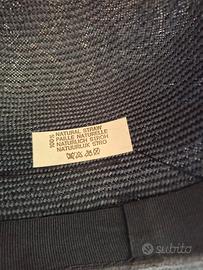 100% NATURAL STRAW
PAILLE NATURELLE
NATÜRLICH STROH
NATUURLIJK STRO
subito